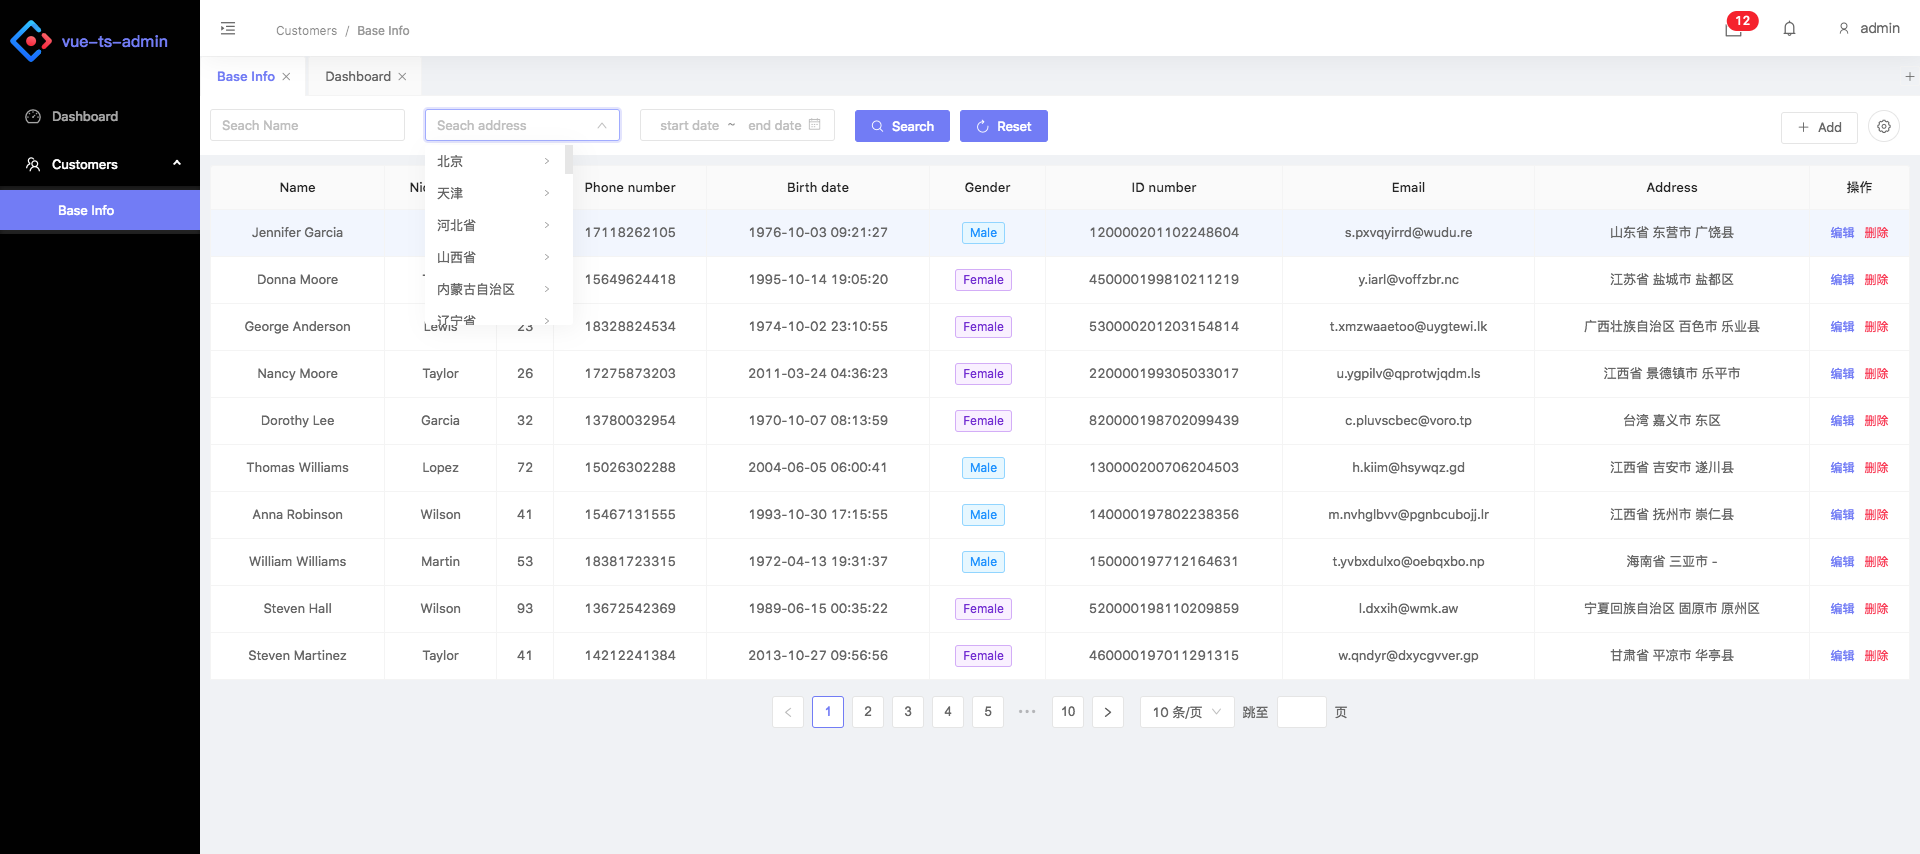 vue-ts-admin
Dashboard
Customers
Base Info
Customers / Base Info
12
admin
Base Info
Dashboard
Seach Name
Seach address
start date ~ end date
Search
Reset
Add
北京
天津
河北省
山西省
内蒙古自治区
辽宁省
Name Phone number Birth date Gender ID number Email Address 操作
Jennifer Garcia 17118262105 1976-10-03 09:21:27 Male 120000201102248604 s.pxvqyirrd@wudu.re 山东省 东营市 广饶县 编辑 删除
Donna Moore 15649624418 1995-10-14 19:05:20 Female 450000199810211219 y.iarl@voffzbr.nc 江苏省 盐城市 盐都区 编辑 删除
George Anderson Lewis 23 18328824534 1974-10-02 23:10:55 Female 530000201203154814 t.xmzwaaetoo@uygtewi.lk 广西壮族自治区 百色市 乐业县 编辑 删除
Nancy Moore Taylor 26 17275873203 2011-03-24 04:36:23 Female 220000199305033017 u.ygpilv@qprotwjqdm.ls 江西省 景德镇市 乐平市 编辑 删除
Dorothy Lee Garcia 32 13780032954 1970-10-07 08:13:59 Female 820000198702099439 c.pluvscbec@voro.tp 台湾 嘉义市 东区 编辑 删除
Thomas Williams Lopez 72 15026302288 2004-06-05 06:00:41 Male 130000200706204503 h.kiim@hsywqz.gd 江西省 吉安市 遂川县 编辑 删除
Anna Robinson Wilson 41 15467131555 1993-10-30 17:15:55 Male 140000197802238356 m.nvhglbvv@pgnbcubojj.lr 江西省 抚州市 崇仁县 编辑 删除
William Williams Martin 53 18381723315 1972-04-13 19:31:37 Male 150000197712164631 t.yvbxdulxo@oebqxbo.np 海南省 三亚市 - 编辑 删除
Steven Hall Wilson 93 13672542369 1989-06-15 00:35:22 Female 520000198110209859 l.dxxih@wmk.aw 宁夏回族自治区 固原市 原州区 编辑 删除
Steven Martinez Taylor 41 14212241384 2013-10-27 09:56:56 Female 460000197011291315 w.qndyr@dxycgvver.gp 甘肃省 平凉市 华亭县 编辑 删除
1 2 3 4 5 ••• 10 10 条/页 跳至 页